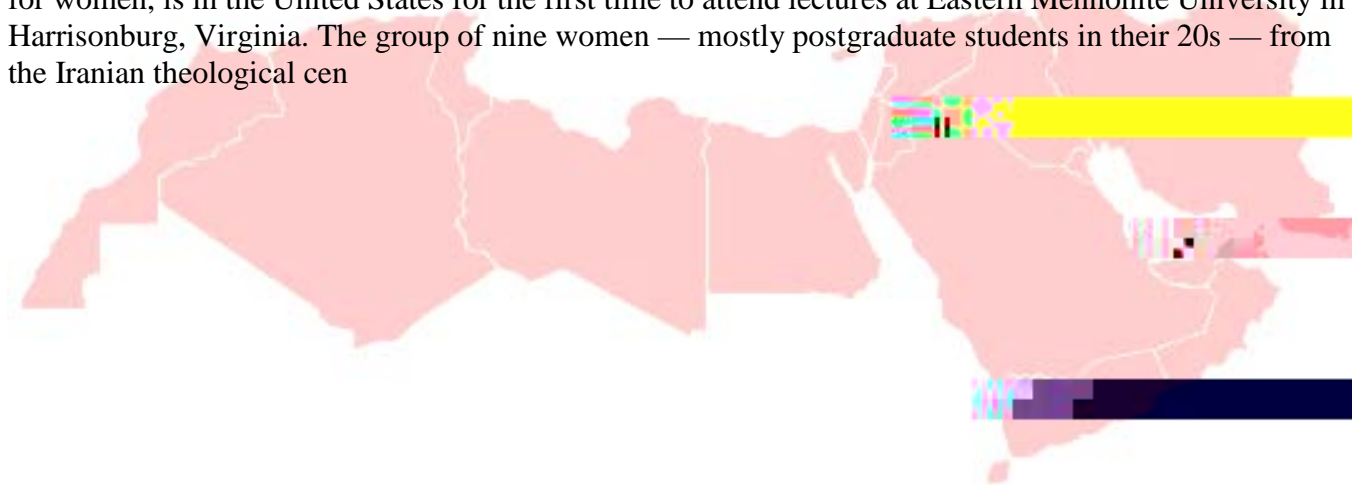 for women, is in the United States for the first time to attend lectures at Eastern Mennonite University in
Harrisonburg, Virginia. The group of nine women — mostly postgraduate students in their 20s — from
the Iranian theological cen